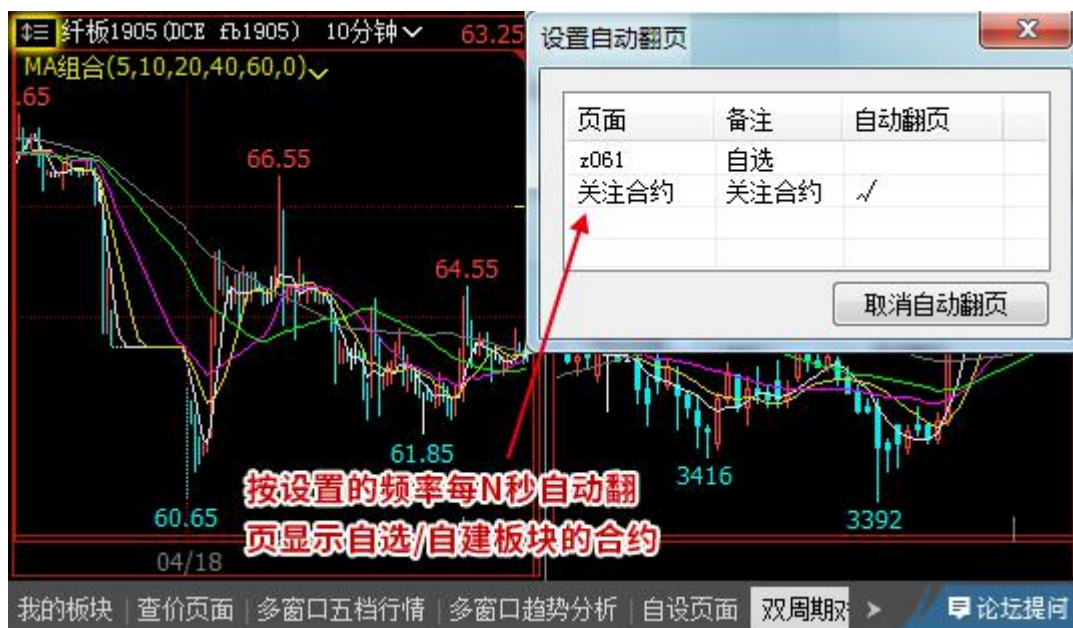 纤板1905(DCE fb1905) 10分钟 63.25
MA组合(5,10,20,40,60,0)
.65
66.55
64.55
61.85
60.65
04/18
设置自动翻页
页面 备注 自动翻页
z061 自选
关注合约 关注合约 √
取消自动翻页
3416
3392
按设置的频率每N秒自动翻
页显示自选/自建板块的合约
我的板块 查价页面 多窗口五档行情 多窗口趋势分析 自设页面 双周期双 > 论坛提问